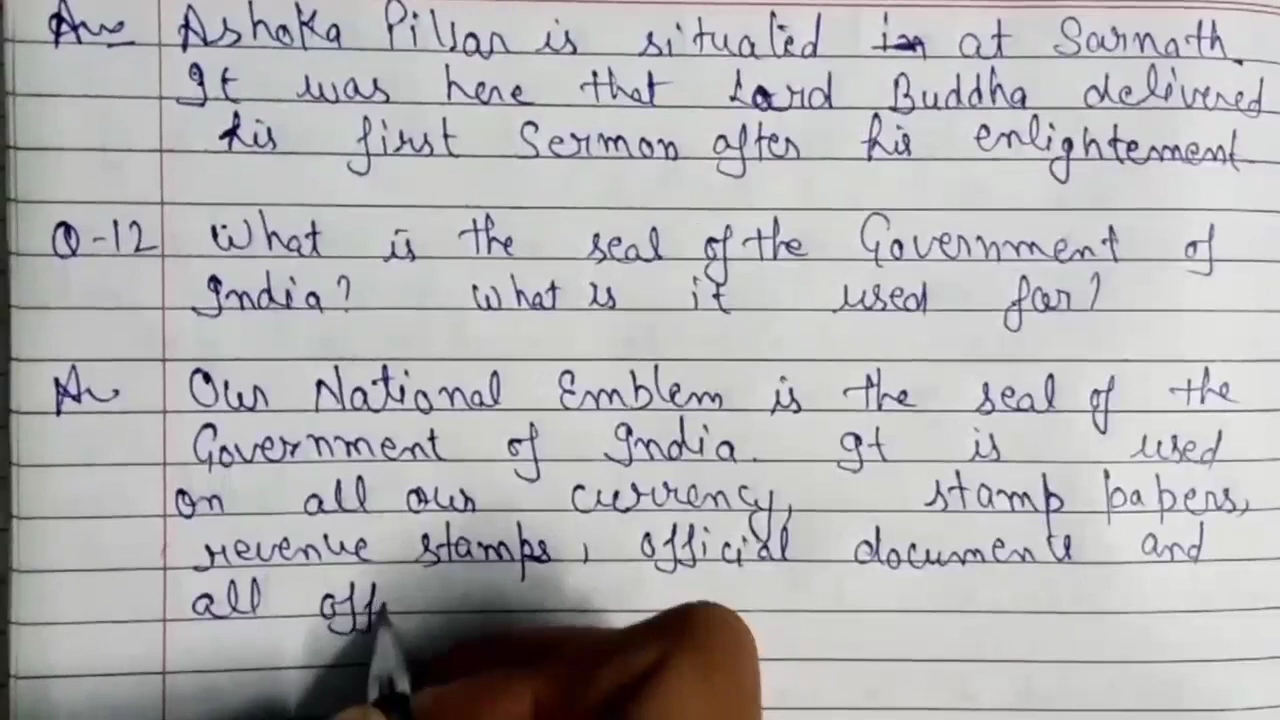 Ans Ashoka Pillar is situated in at Sarnath.
It was here that Lord Buddha delivered
his first Sermon after his enlightement
Q-12 What is the seal of the Government of
India? What is it used for?
An Our National Emblem is the seal of the
Government of India. It is used
on all our currency, stamp papers,
revenue stamps, official documents and
all off